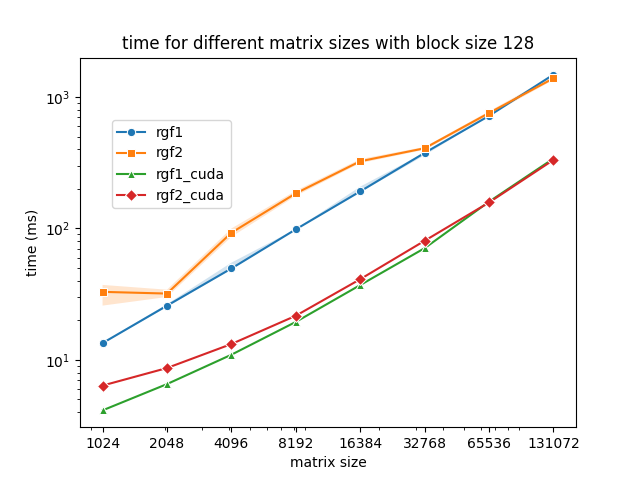 time for different matrix sizes with block size 128
10³
10²
10¹
time (ms)
rgf1
rgf2
rgf1_cuda
rgf2_cuda
1024 2048 4096 8192 16384 32768 65536 131072
matrix size